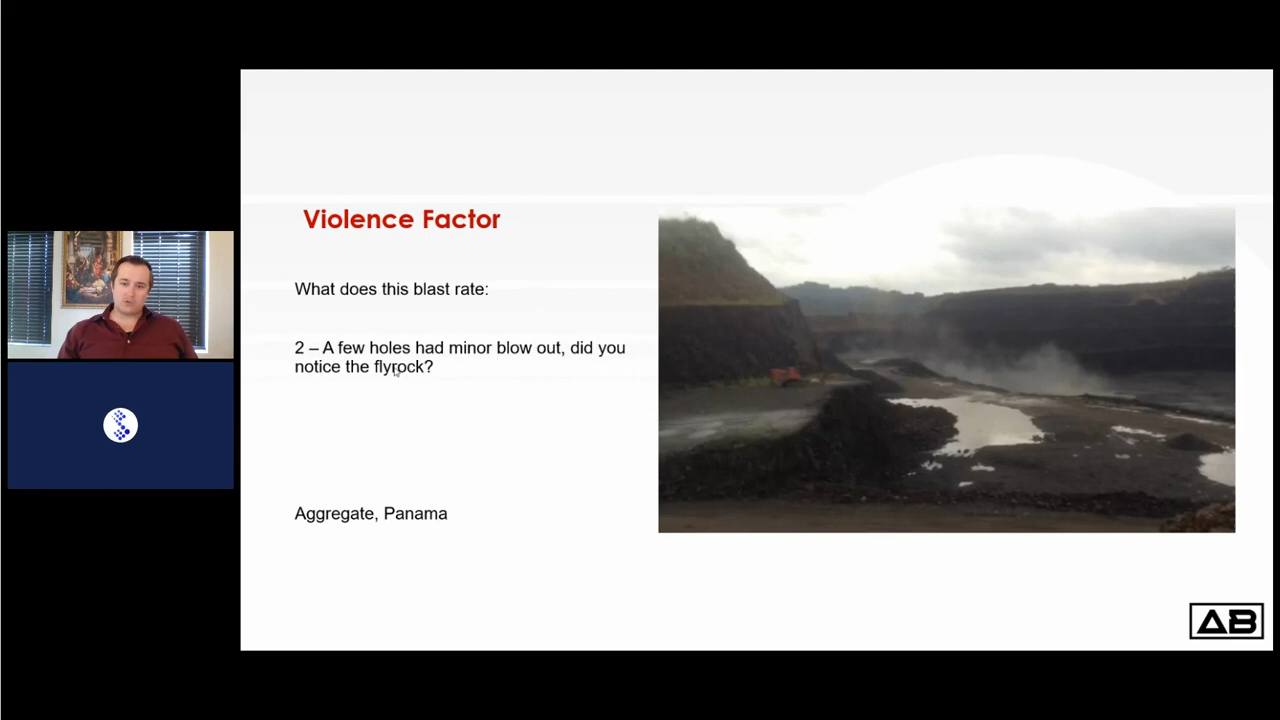 Violence Factor
What does this blast rate:
2 – A few holes had minor blow out, did you
notice the flyrock?
Aggregate, Panama
AB